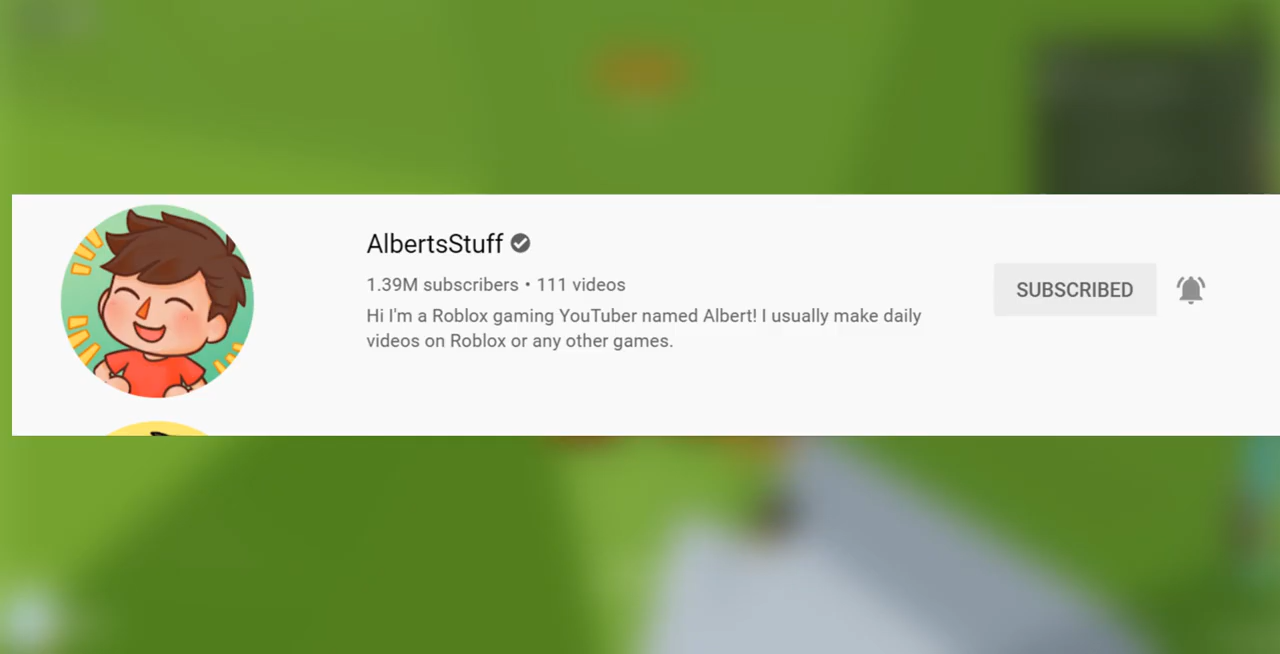 AlbertsStuff
1.39M subscribers • 111 videos
Hi I'm a Roblox gaming YouTuber named Albert! I usually make daily
videos on Roblox or any other games.
SUBSCRIBED